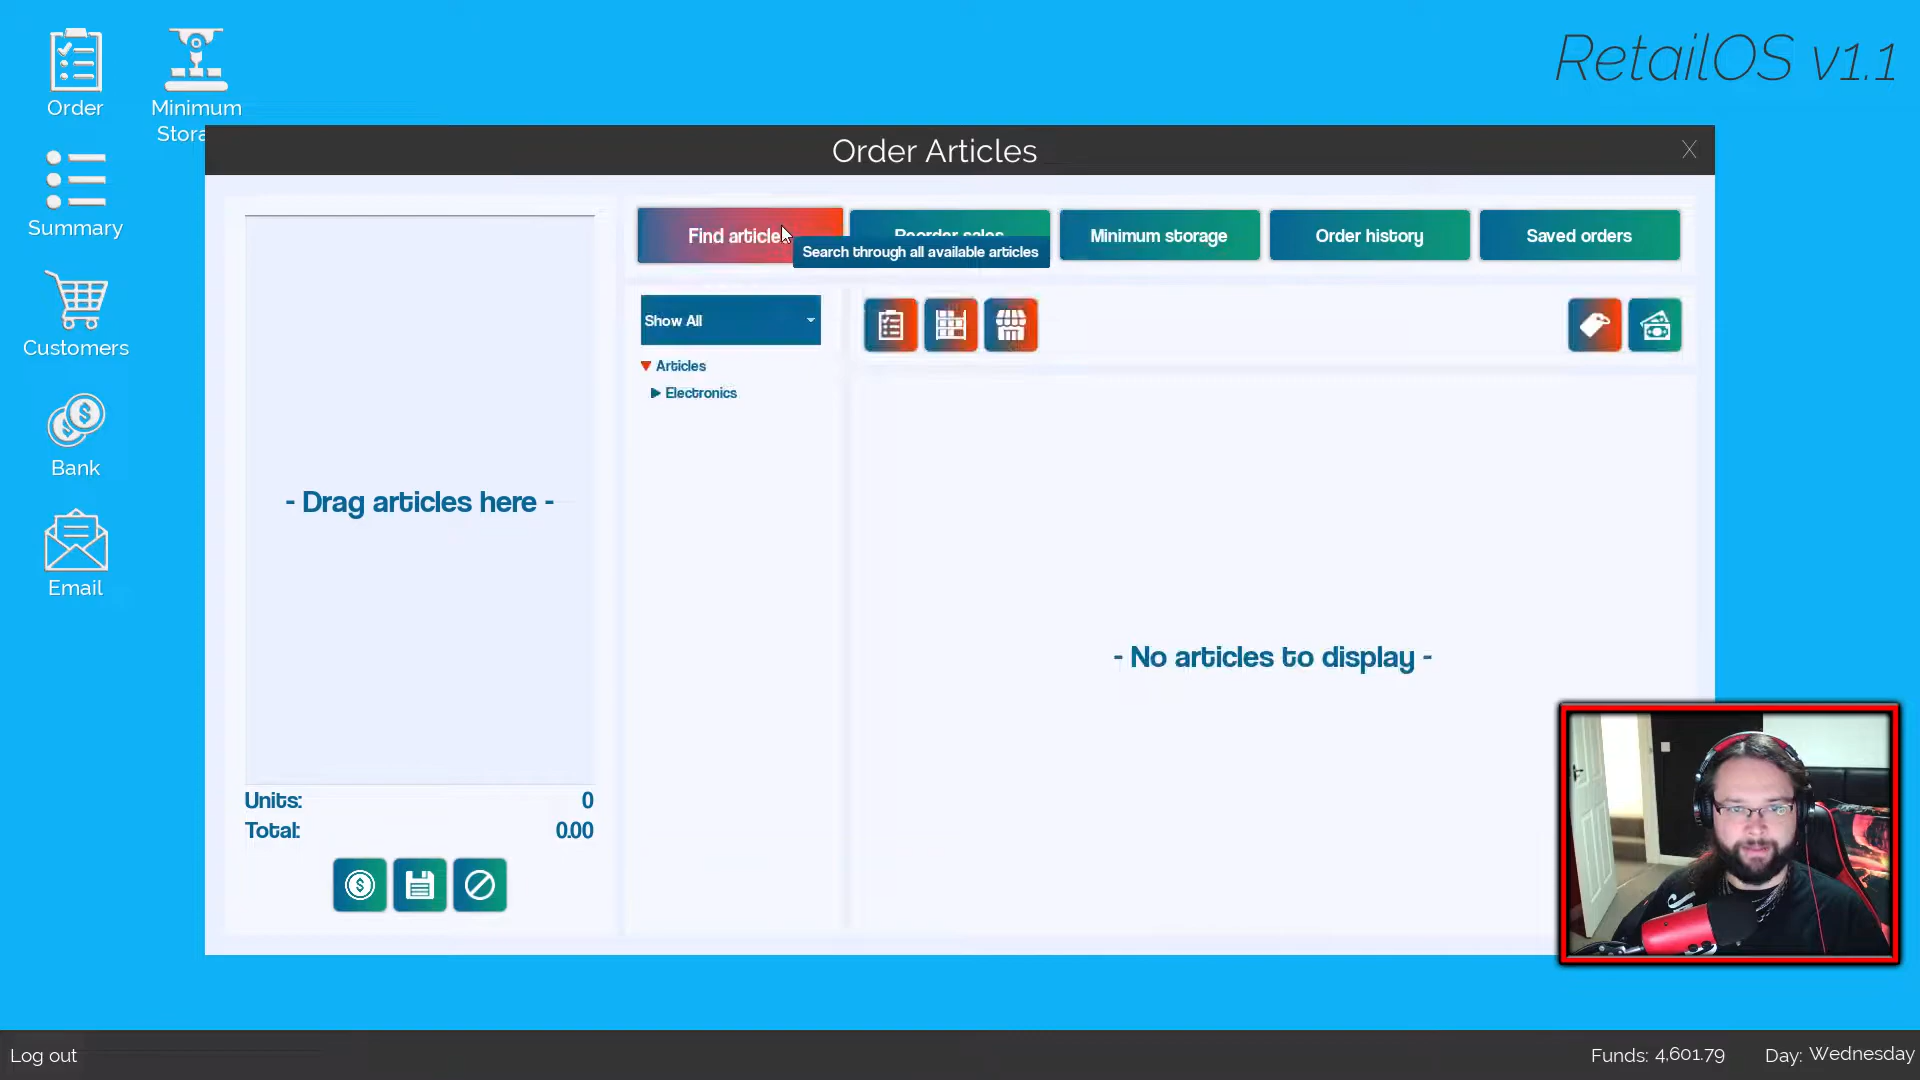 RetailOS v1.1
Order
Minimum
Stora
Summary
Customers
Bank
Email
Order Articles
X
Find article
Reorder sales
Minimum storage
Order history
Saved orders
Search through all available articles
Show All
Articles
Electronics
- Drag articles here -
- No articles to display -
Units: 0
Total: 0.00
Log out
Funds: 4,601.79
Day: Wednesday